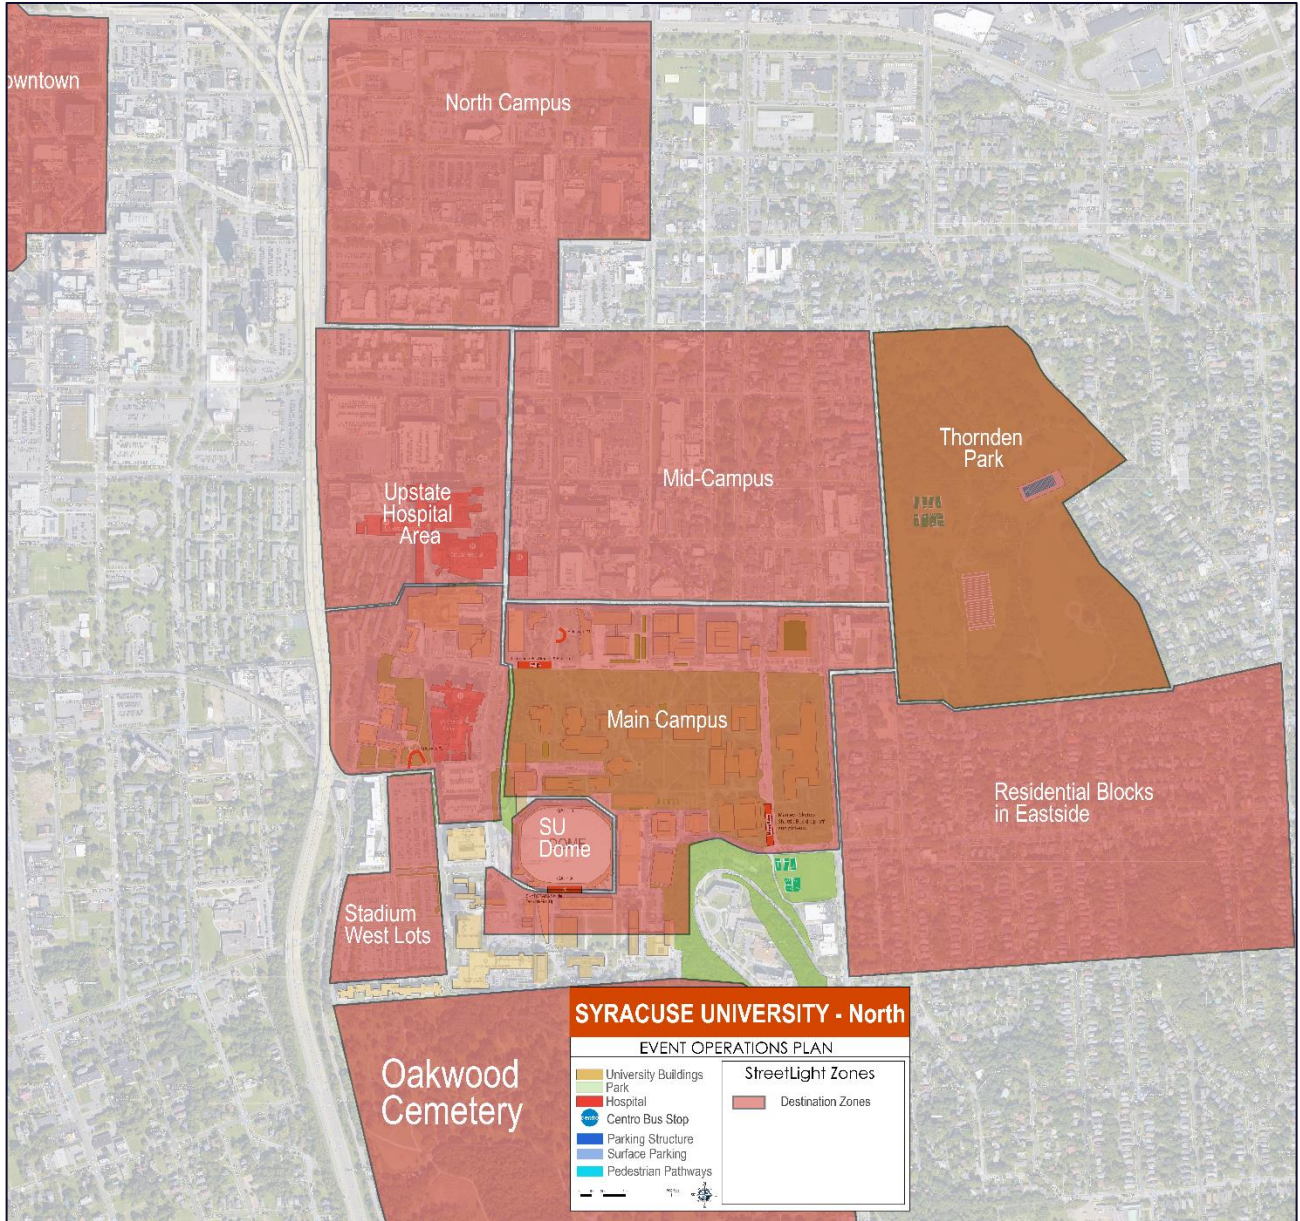 owntown
North Campus
Thornden
Park
Mid-Campus
Upstate
Hospital
Area
Main Campus
Residential Blocks
in Eastside
SU
Dome
DOME
Stadium
West Lots
Oakwood
Cemetery
SYRACUSE UNIVERSITY - North
EVENT OPERATIONS PLAN
University Buildings
Park
Hospital
Centro Bus Stop
Parking Structure
Surface Parking
Pedestrian Pathways
StreetLight Zones
Destination Zones